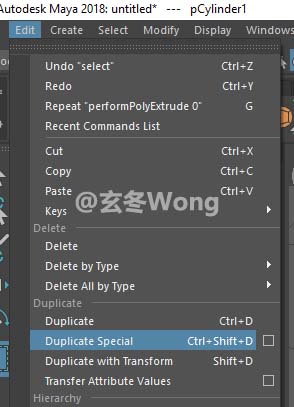 Autodesk Maya 2018: untitled*   ---   pCylinder1
Edit Create Select Modify Display Windows
Undo "select" Ctrl+Z
Redo Ctrl+Y
Repeat "performPolyExtrude 0" G
Recent Commands List
Cut Ctrl+X
Copy Ctrl+C
Paste Ctrl+V
Keys
@玄冬Wong
Delete
Delete
Delete by Type
Delete All by Type
Duplicate
Duplicate Ctrl+D
Duplicate Special Ctrl+Shift+D
Duplicate with Transform Shift+D
Transfer Attribute Values
Hierarchy